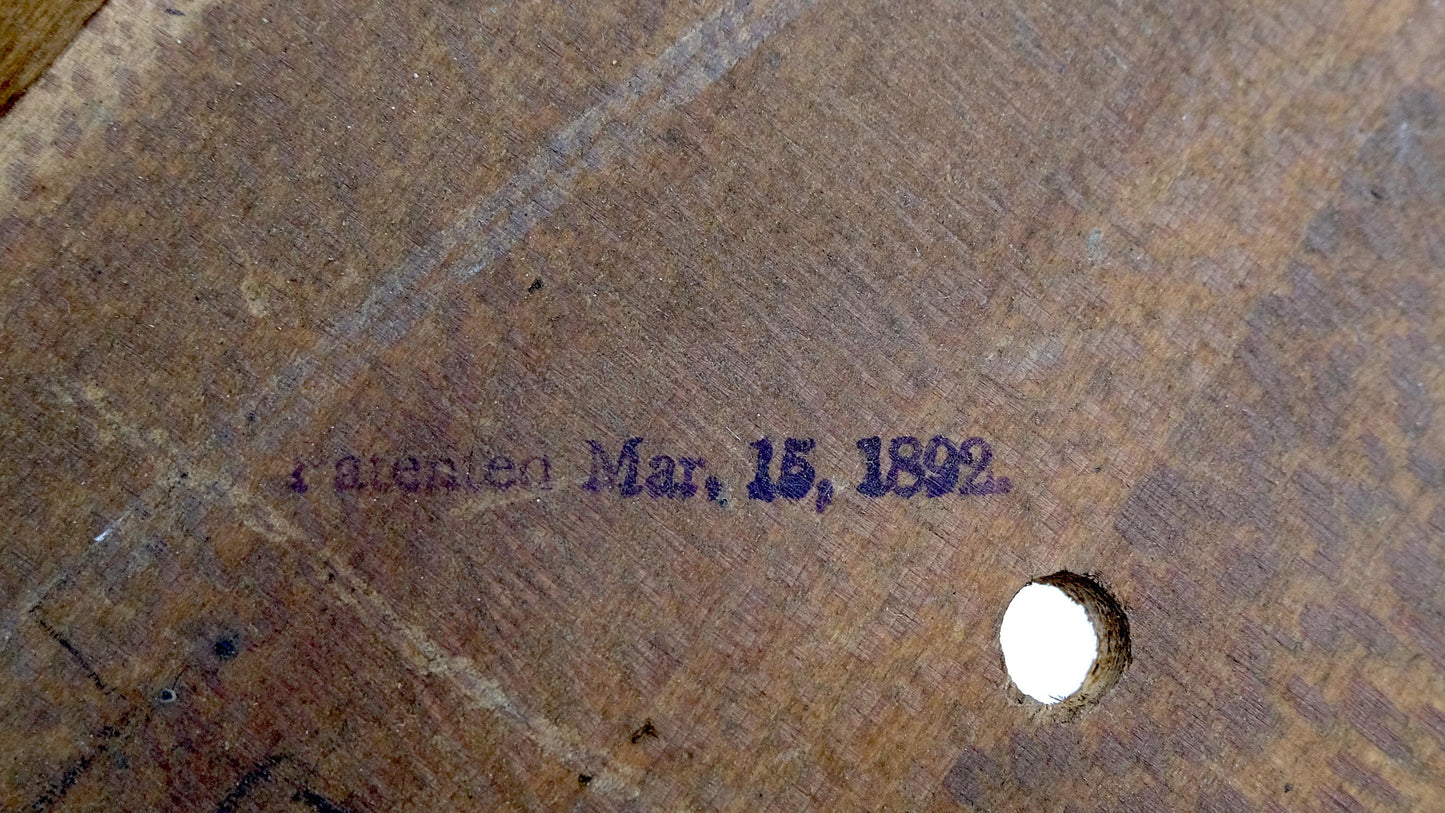 Patented Mar. 15, 1892.